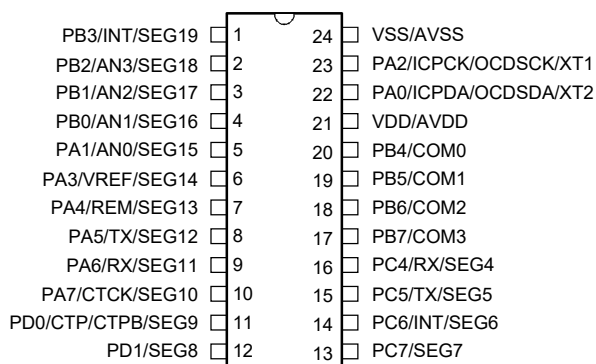 PB3/INT/SEG19 1 24 VSS/AVSS
PB2/AN3/SEG18 2 23 PA2/ICPCK/OCDSCK/XT1
PB1/AN2/SEG17 3 22 PA0/ICPDA/OCDSDA/XT2
PB0/AN1/SEG16 4 21 VDD/AVDD
PA1/AN0/SEG15 5 20 PB4/COM0
PA3/VREF/SEG14 6 19 PB5/COM1
PA4/REM/SEG13 7 18 PB6/COM2
PA5/TX/SEG12 8 17 PB7/COM3
PA6/RX/SEG11 9 16 PC4/RX/SEG4
PA7/CTCK/SEG10 10 15 PC5/TX/SEG5
PD0/CTP/CTPB/SEG9 11 14 PC6/INT/SEG6
PD1/SEG8 12 13 PC7/SEG7